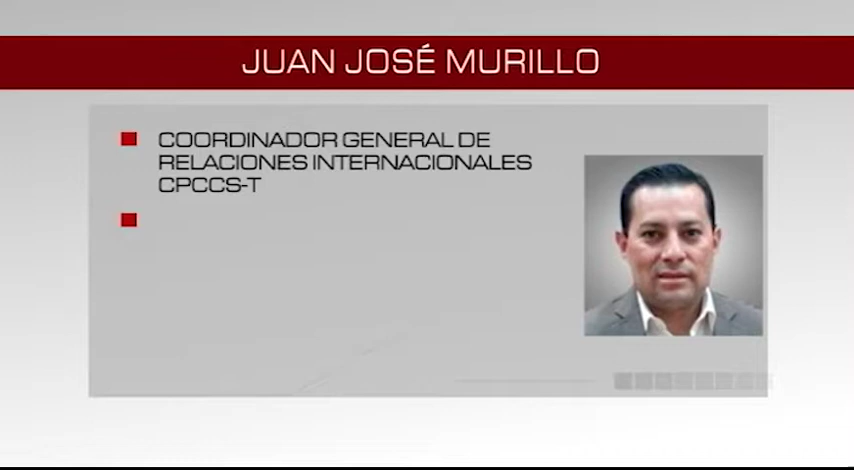 JUAN JOSÉ MURILLO
COORDINADOR GENERAL DE
RELACIONES INTERNACIONALES
CPCCS-T